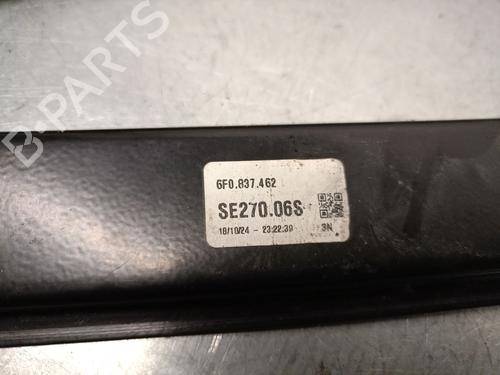 B-PARTS
6F0.837.462
SE270.06S
18/10/24 - 23:22:39
3N